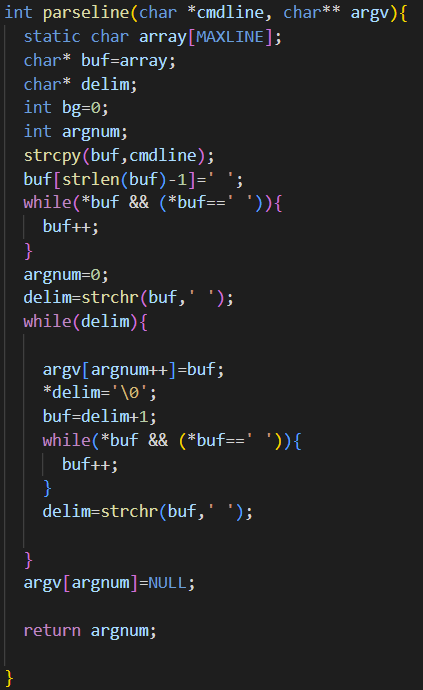 int parseline(char *cmdline, char** argv){
static char array[MAXLINE];
char* buf=array;
char* delim;
int bg=0;
int argnum;
strcpy(buf,cmdline);
buf[strlen(buf)-1]=' ';
while(*buf && (*buf==' ')){
buf++;
}
argnum=0;
delim=strchr(buf,' ');
while(delim){
argv[argnum++]=buf;
*delim='\0';
buf=delim+1;
while(*buf && (*buf==' ')){
buf++;
}
delim=strchr(buf,' ');
}
argv[argnum]=NULL;
return argnum;
}